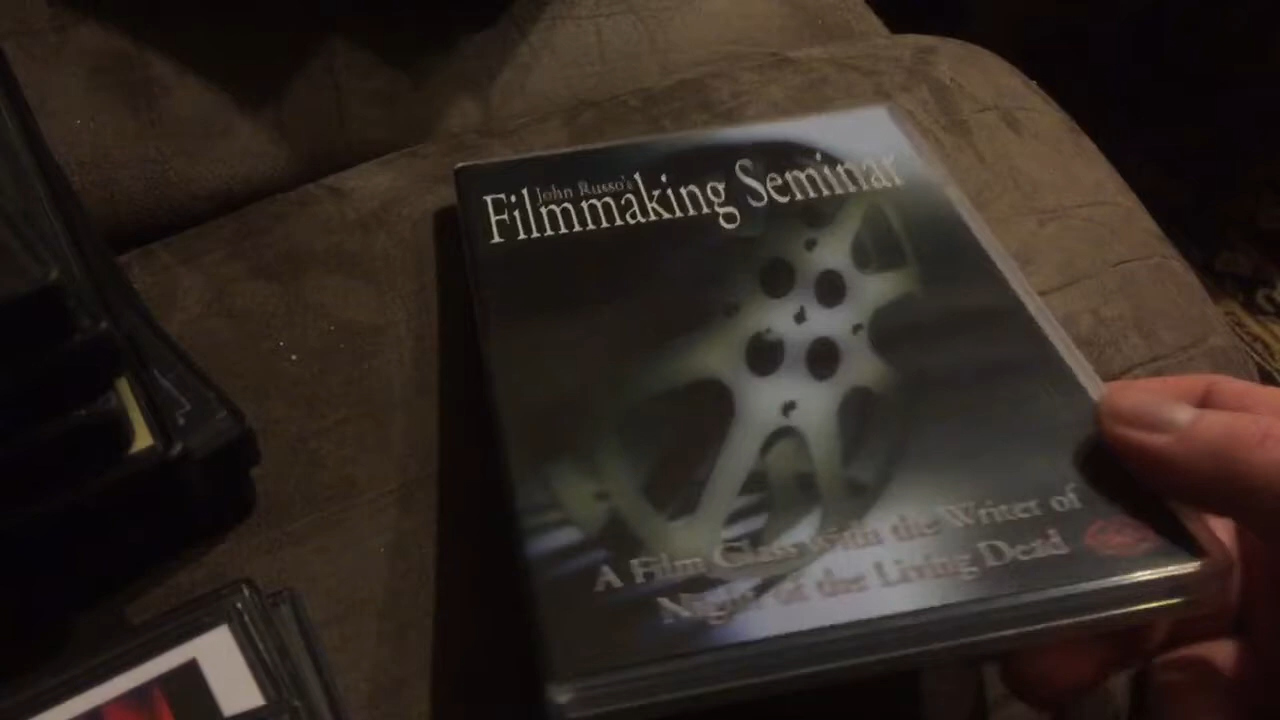 John Russo's
Filmmaking Seminar
A Film Class with the Writer of
Night of the Living Dead